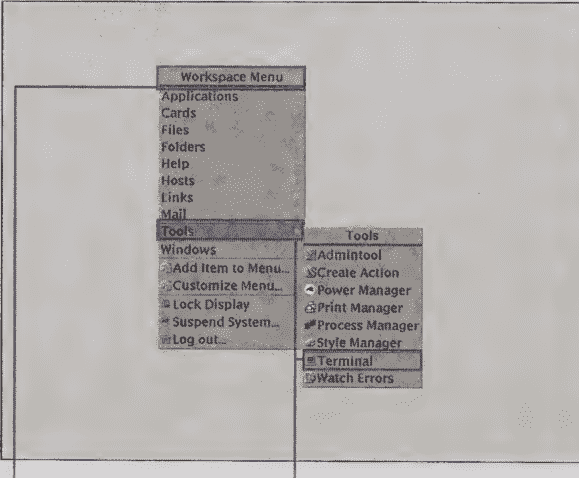 Workspace Menu
Applications
Cards
Files
Folders
Help
Hosts
Links
Mail
Tools
Windows
Add Item to Menu...
Customize Menu...
Lock Display
Suspend System...
Log out...
Tools
Admintool
Create Action
Power Manager
Print Manager
Process Manager
Style Manager
Terminal
Watch Errors